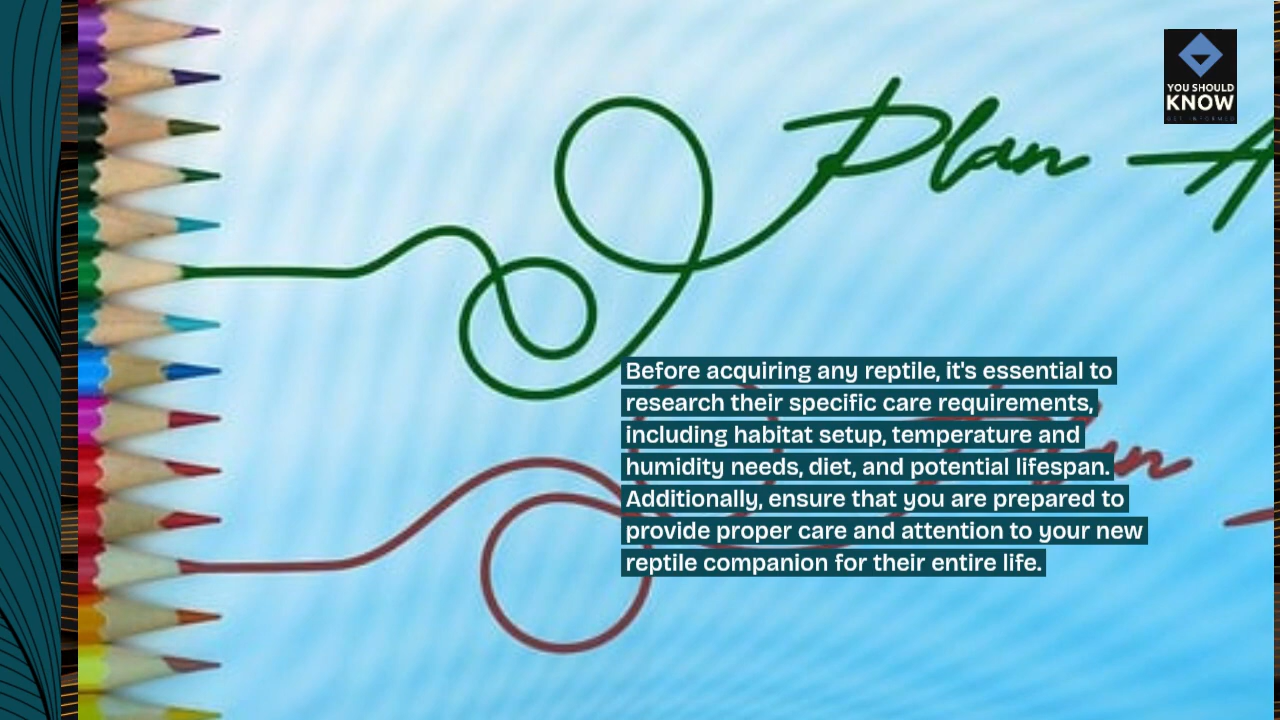 YOU SHOULD
KNOW
GET INFORMED
Plan A
Before acquiring any reptile, it's essential to
research their specific care requirements,
including habitat setup, temperature and
humidity needs, diet, and potential lifespan.
Additionally, ensure that you are prepared to
provide proper care and attention to your new
reptile companion for their entire life.